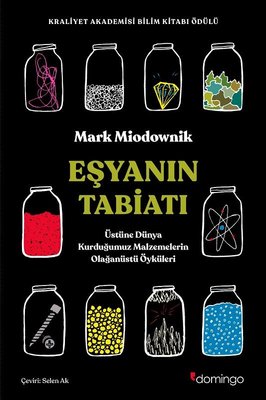 KRALİYET AKADEMİSİ BİLİM KİTABI ÖDÜLÜ
Mark Miodownik
EŞYANIN
TABİATI
Üstüne Dünya
Kurduğumuz Malzemelerin
Olağanüstü Öyküleri
Çeviri: Selen Ak
domingo